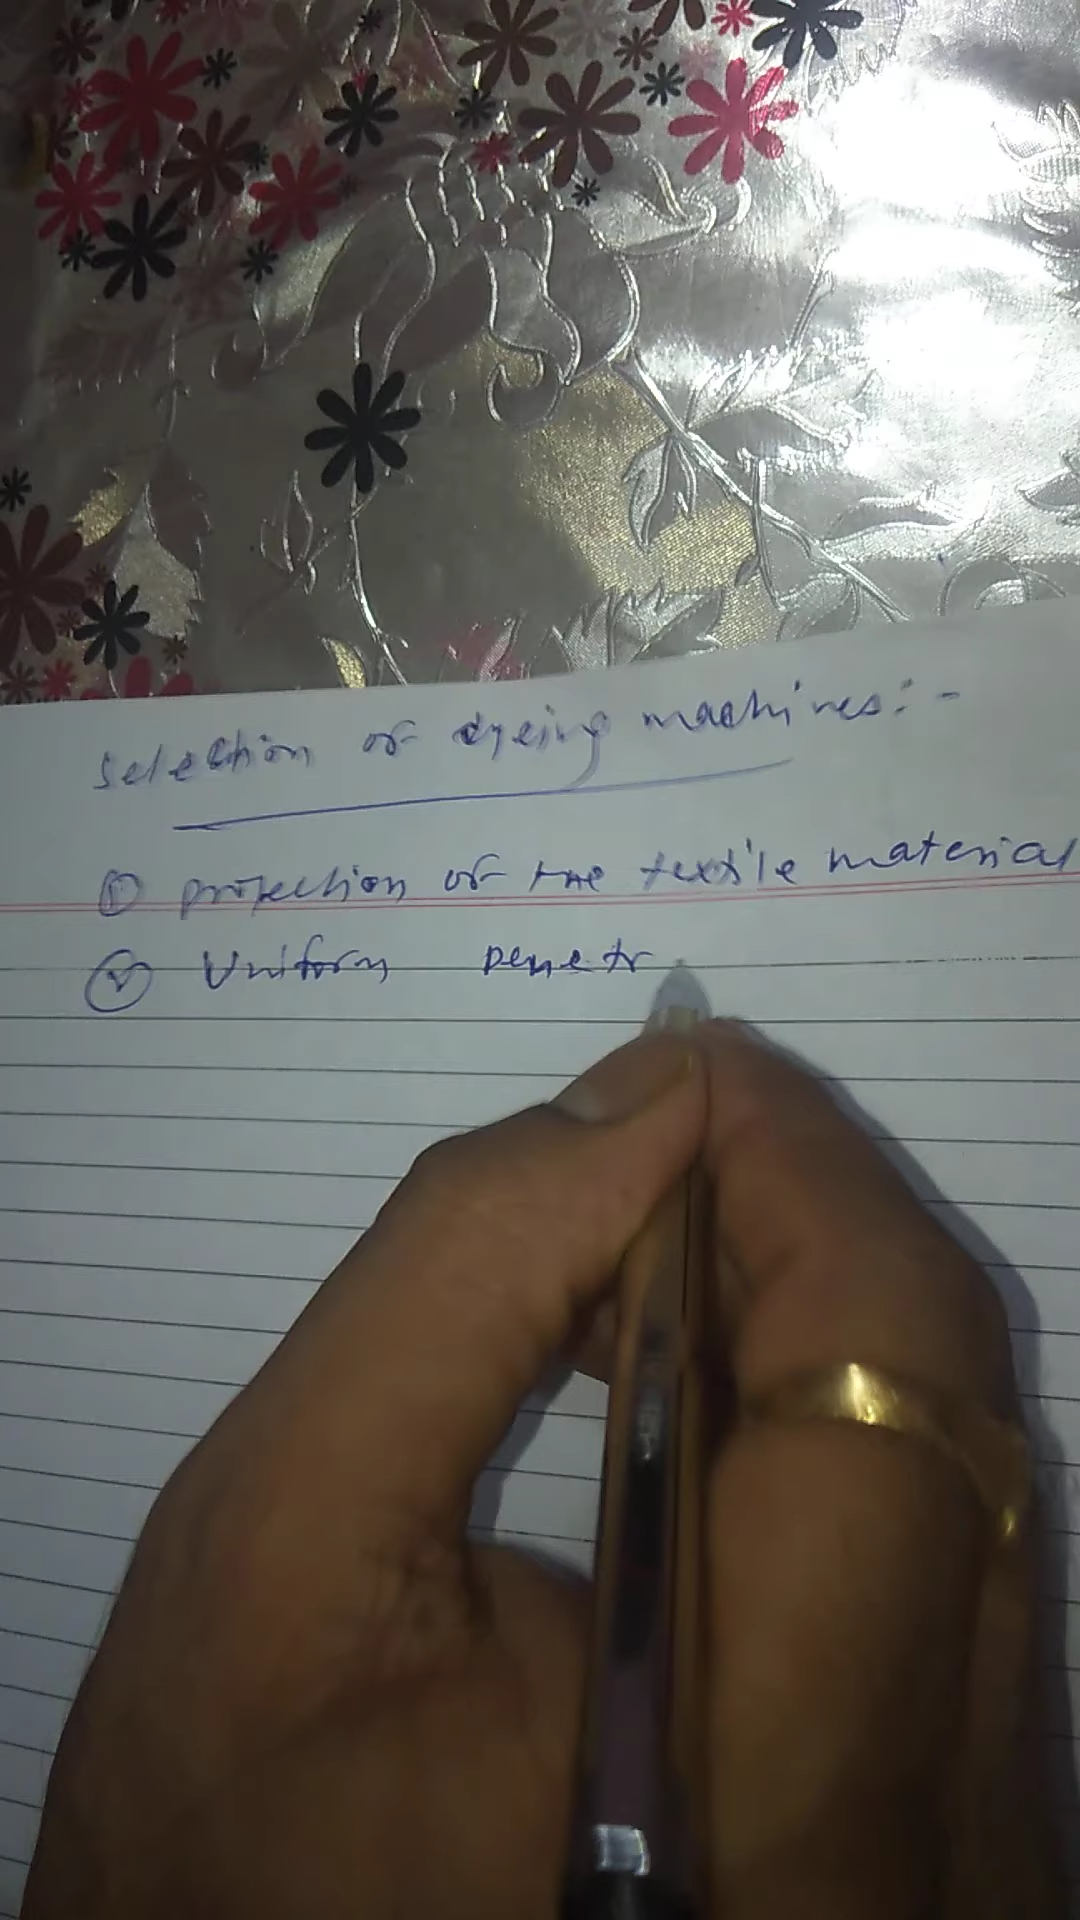 Selection of dyeing machines:-
① protection of the textile material
② Uniform penetr